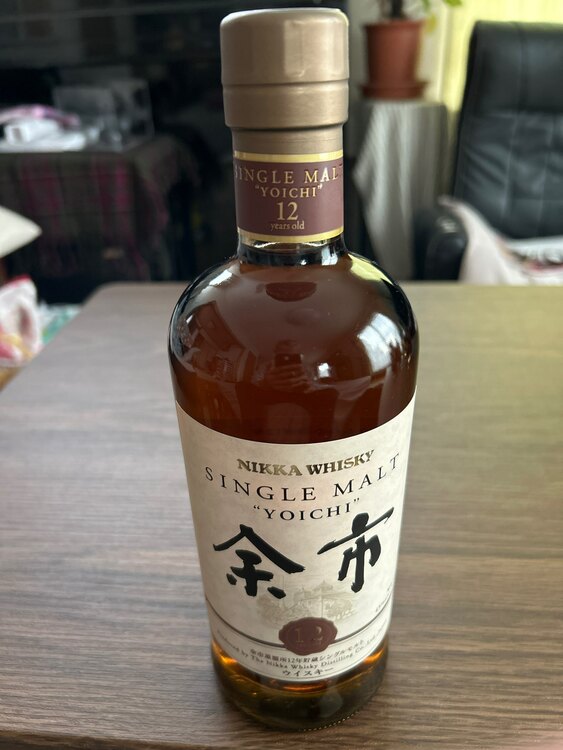 SINGLE MALT
"YOICHI"
12
years old
NIKKA WHISKY
SINGLE MALT
"YOICHI"
余市
12
余市蒸溜所12年貯蔵シングルモルト
Produced by The Nikka Whisky Distilling Co., Ltd.
ウイスキー